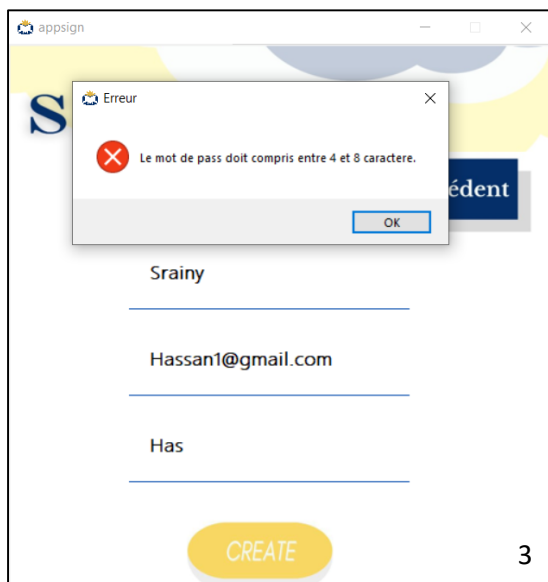 appsign
Erreur
S
Le mot de pass doit compris entre 4 et 8 caractere.
édent
OK
Srainy
Hassan1@gmail.com
Has
CREATE
3